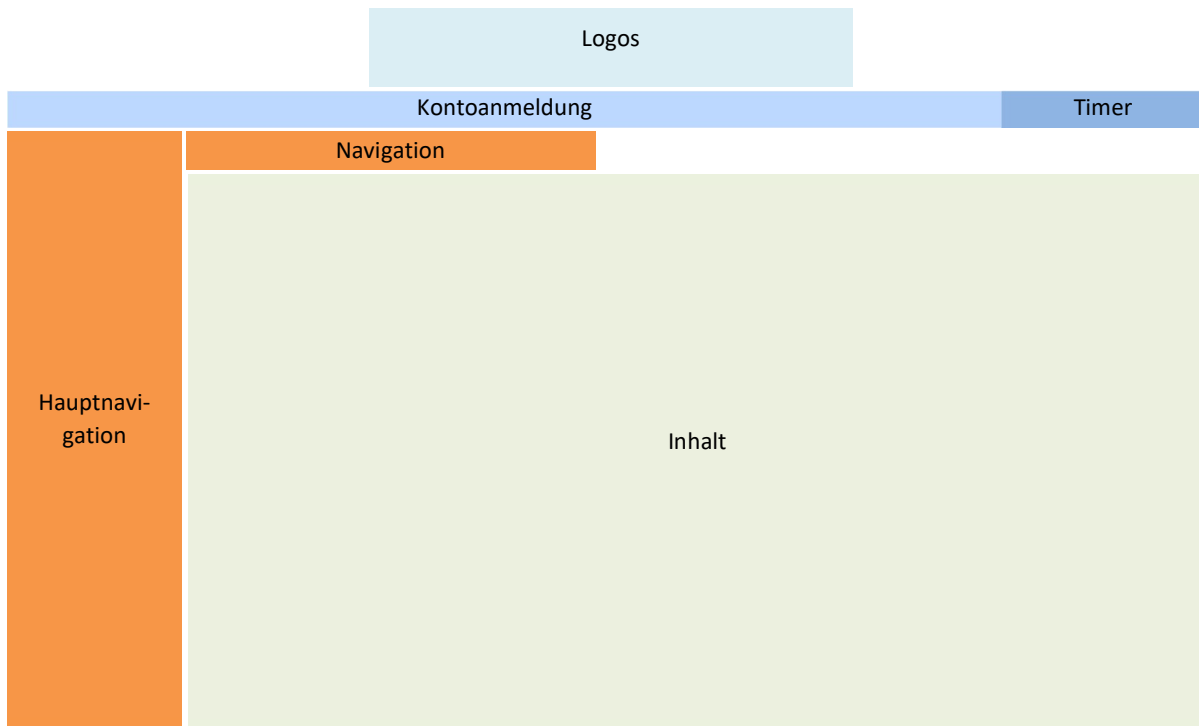 Logos
Kontoanmeldung
Timer
Navigation
Hauptnavi-
gation
Inhalt